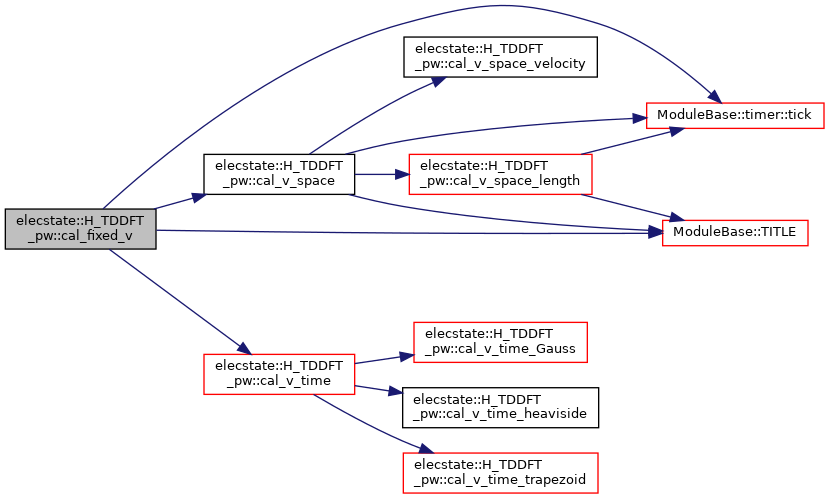 elecstate::H_TDDFT
_pw::cal_fixed_v
elecstate::H_TDDFT
_pw::cal_v_space
elecstate::H_TDDFT
_pw::cal_v_space_velocity
elecstate::H_TDDFT
_pw::cal_v_space_length
ModuleBase::timer::tick
ModuleBase::TITLE
elecstate::H_TDDFT
_pw::cal_v_time
elecstate::H_TDDFT
_pw::cal_v_time_Gauss
elecstate::H_TDDFT
_pw::cal_v_time_heaviside
elecstate::H_TDDFT
_pw::cal_v_time_trapezoid